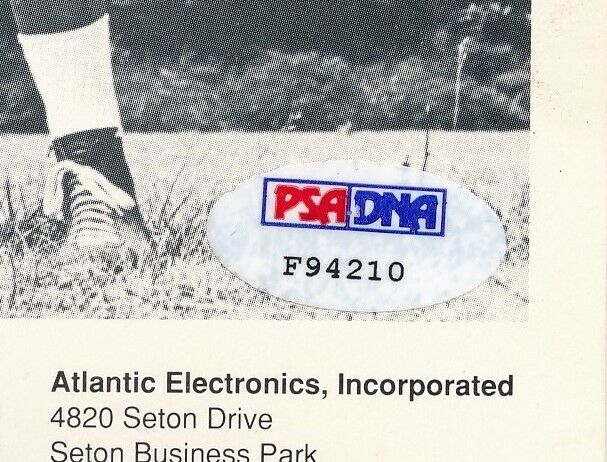 PSA DNA
F94210
Atlantic Electronics, Incorporated
4820 Seton Drive
Seton Business Park